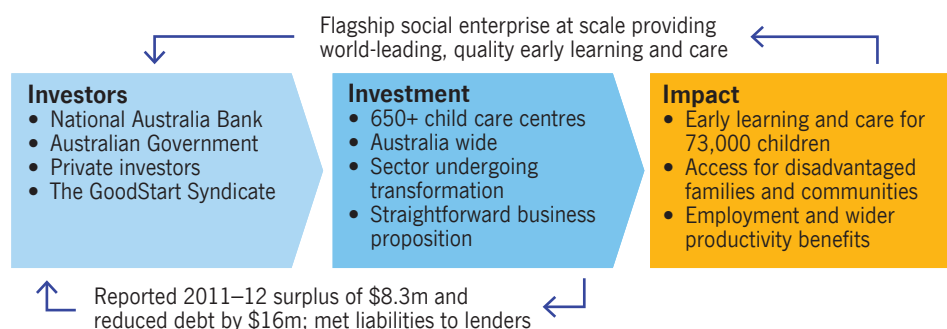 Flagship social enterprise at scale providing
world-leading, quality early learning and care
Investors
• National Australia Bank
• Australian Government
• Private investors
• The GoodStart Syndicate
Investment
• 650+ child care centres
• Australia wide
• Sector undergoing
transformation
• Straightforward business
proposition
Impact
• Early learning and care for
73,000 children
• Access for disadvantaged
families and communities
• Employment and wider
productivity benefits
Reported 2011–12 surplus of $8.3m and
reduced debt by $16m; met liabilities to lenders